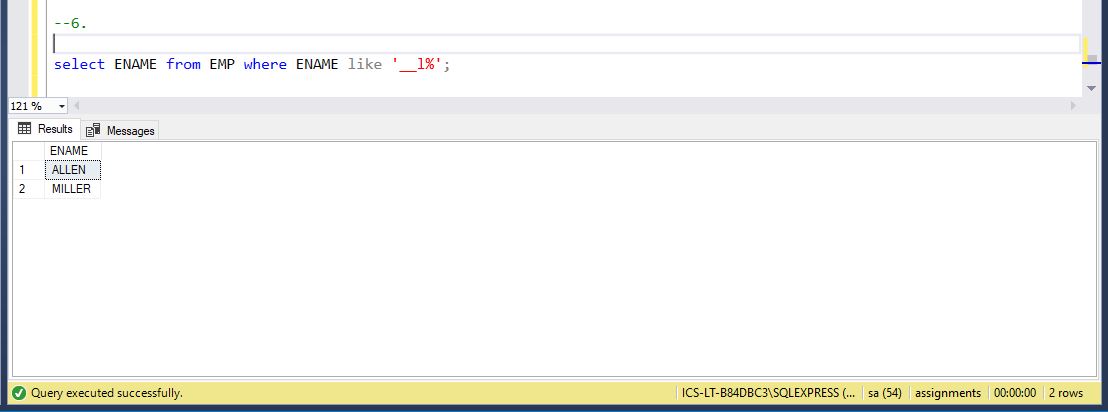 --6.
select ENAME from EMP where ENAME like '__l%';
121 %
Results Messages
ENAME
1 ALLEN
2 MILLER
Query executed successfully. ICS-LT-B84DBC3\SQLEXPRESS (... sa (54) assignments 00:00:00 2 rows